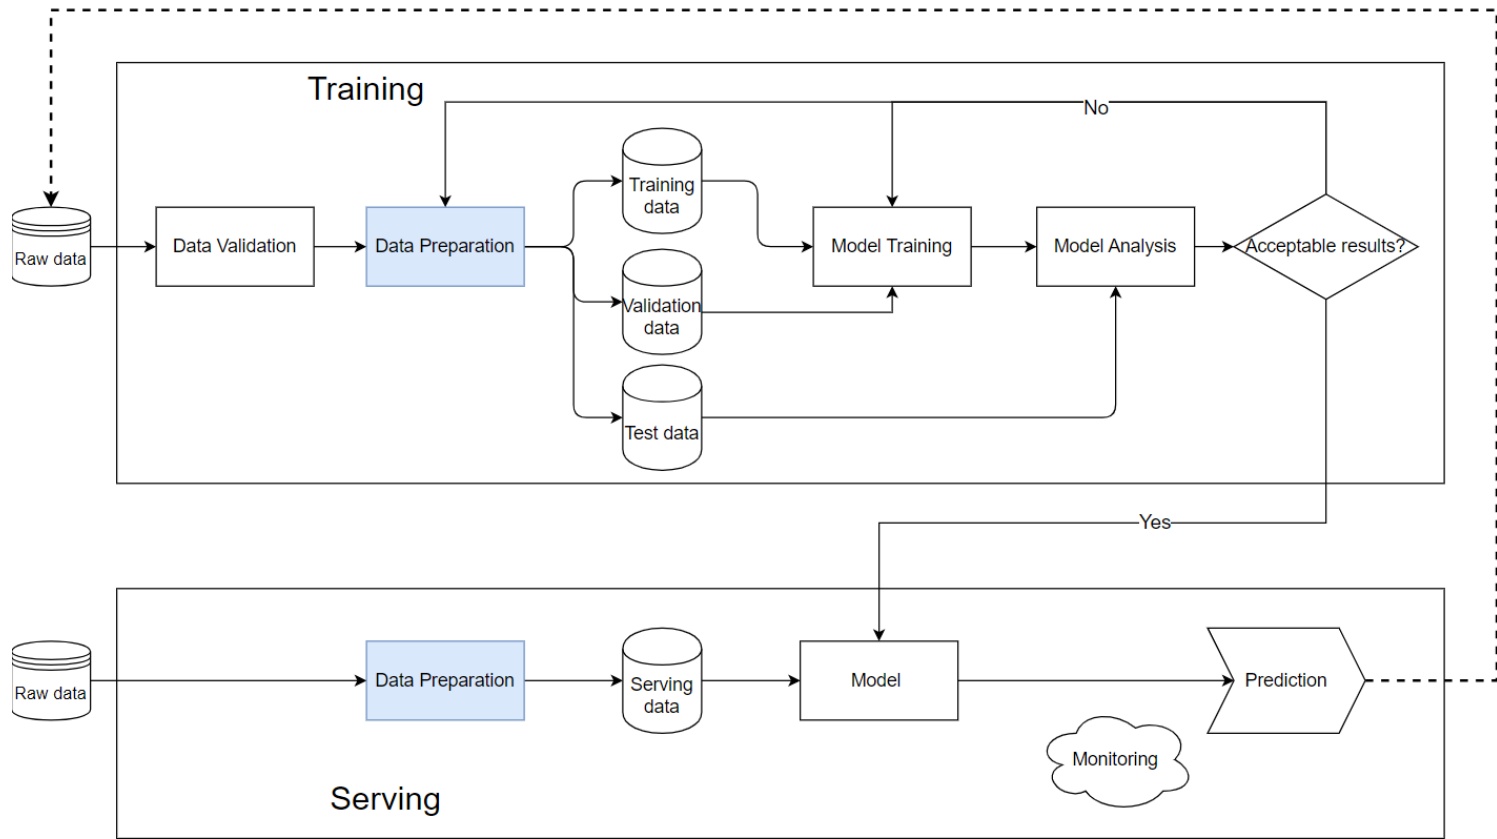 Training
No
Training
data
Raw data
Data Validation
Data Preparation
Validation
data
Model Training
Model Analysis
Acceptable results?
Test data
Yes
Raw data
Data Preparation
Serving
data
Model
Prediction
Monitoring
Serving